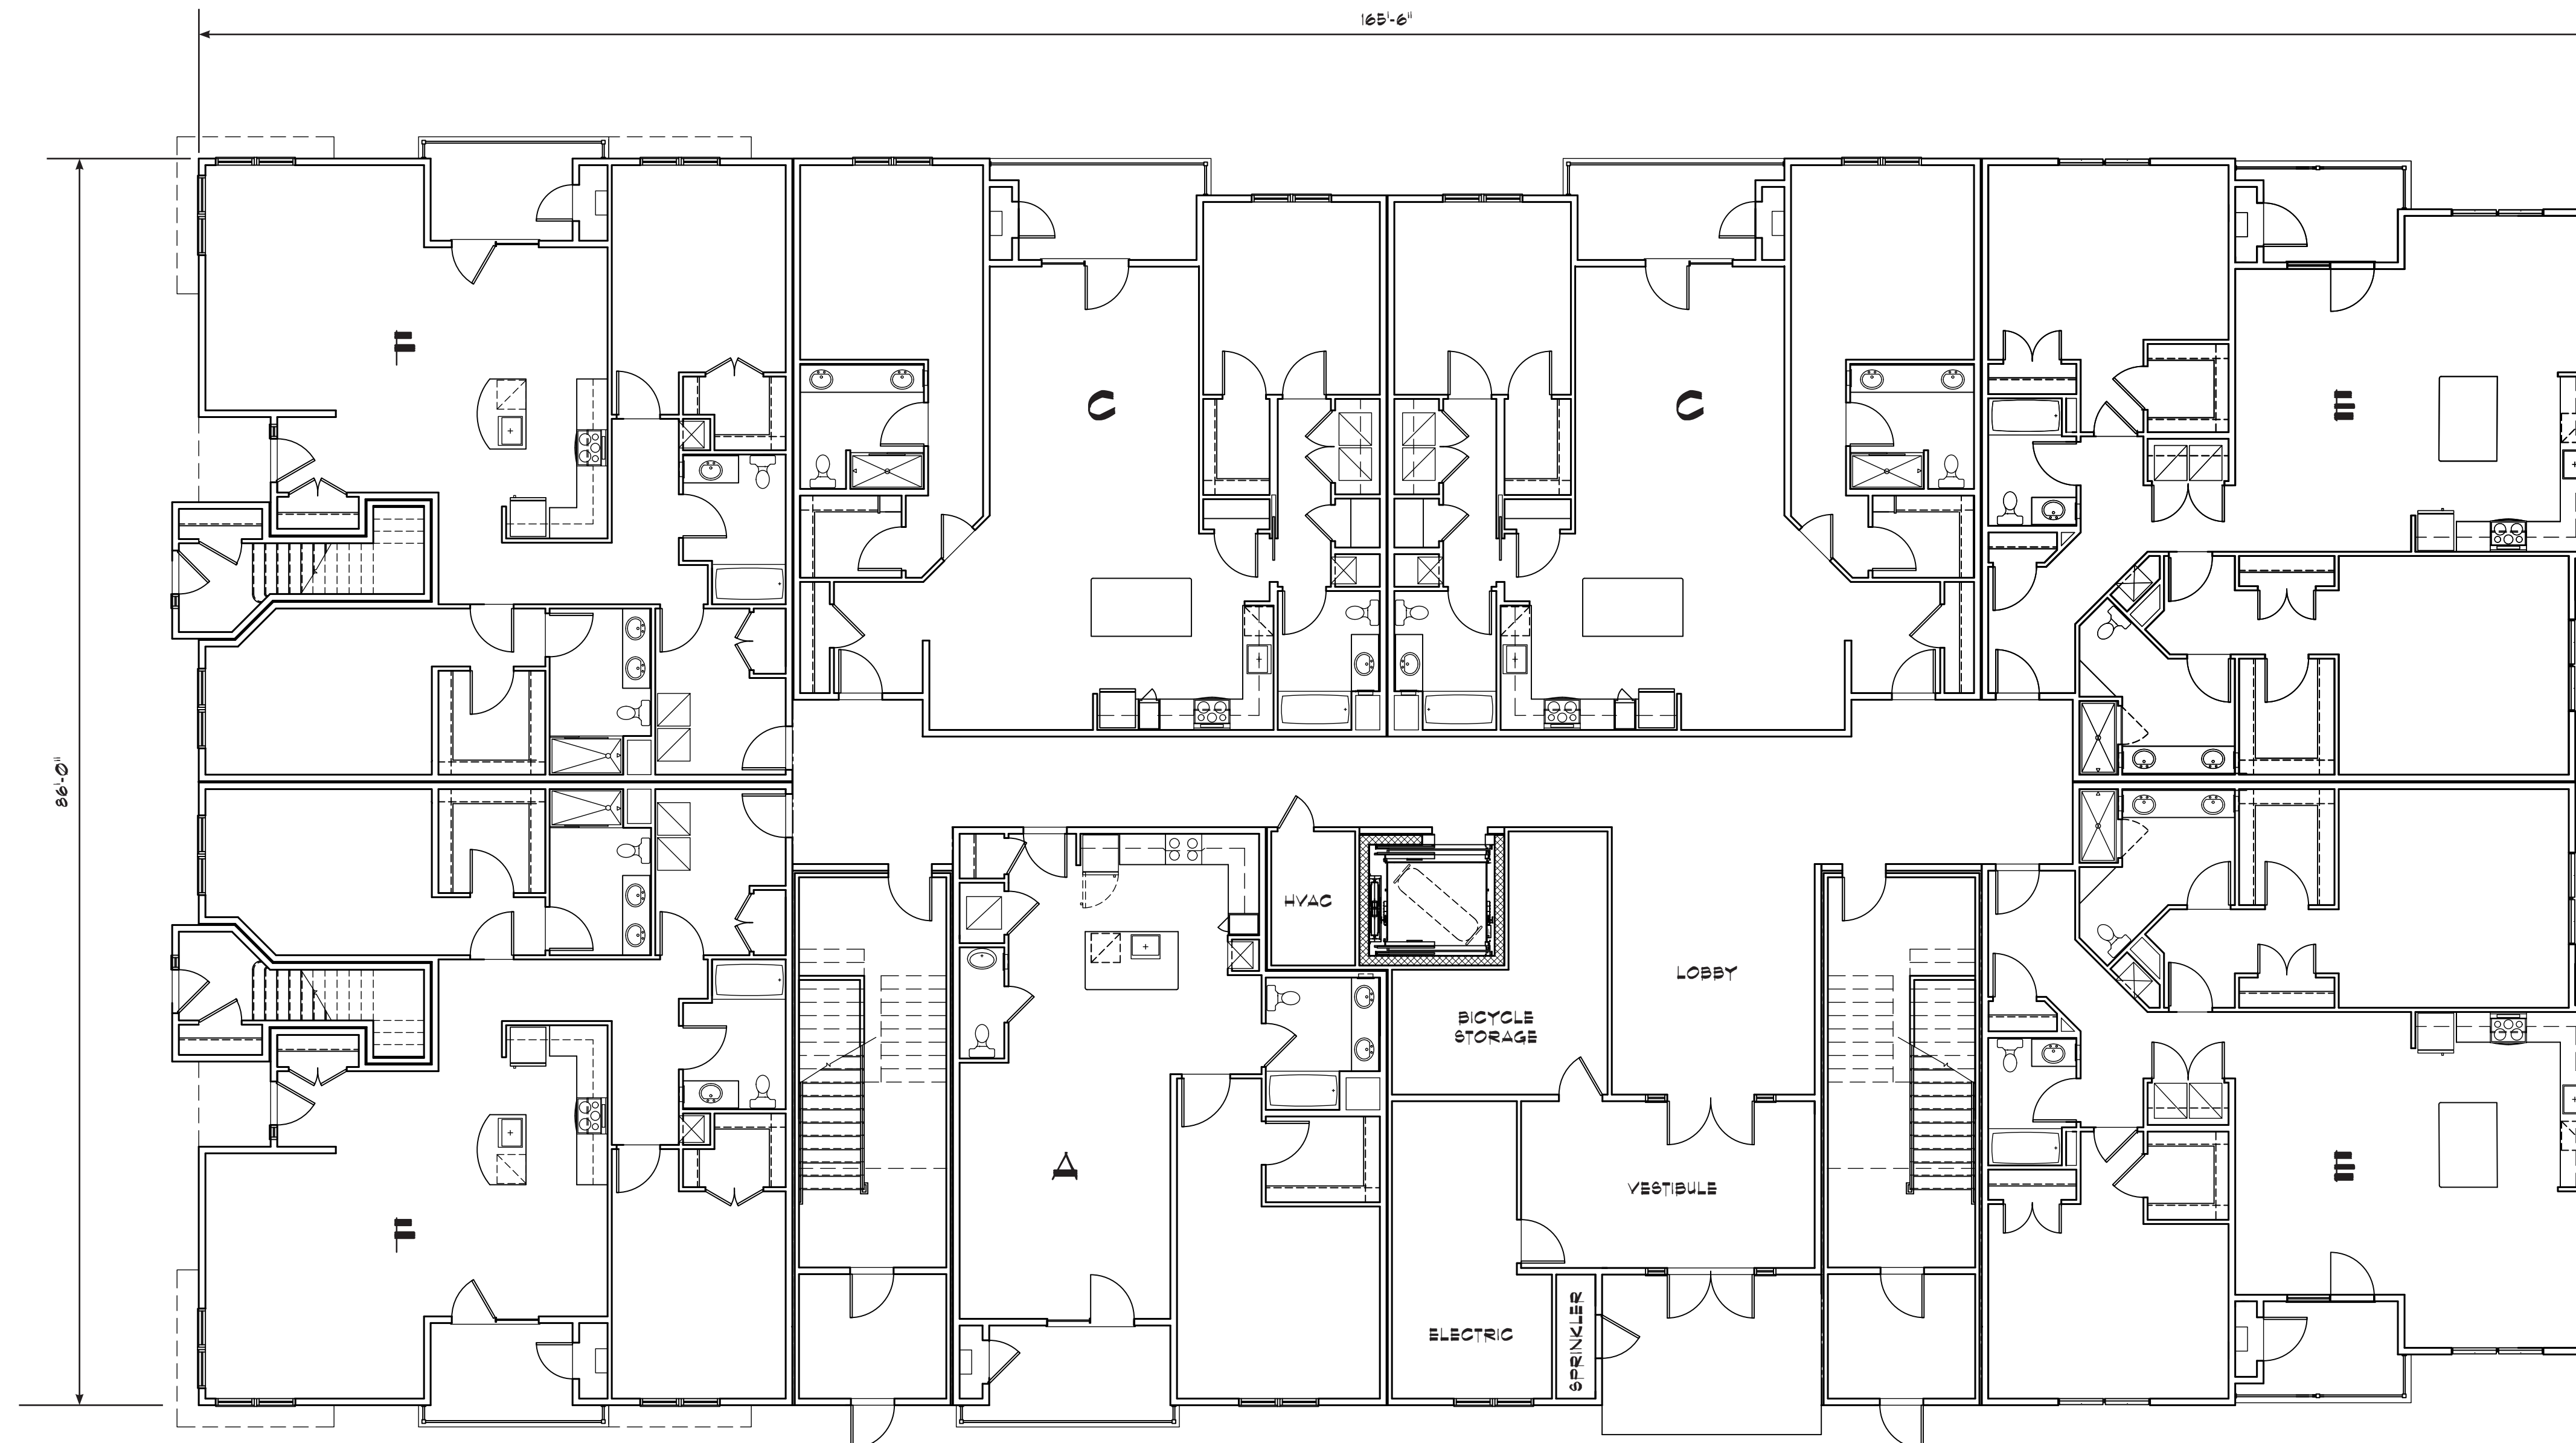 165'-6"
F
C
C
E
86'-0"
HVAC
LOBBY
BICYCLE
STORAGE
A
VESTIBULE
E
F
ELECTRIC
SPRINKLER